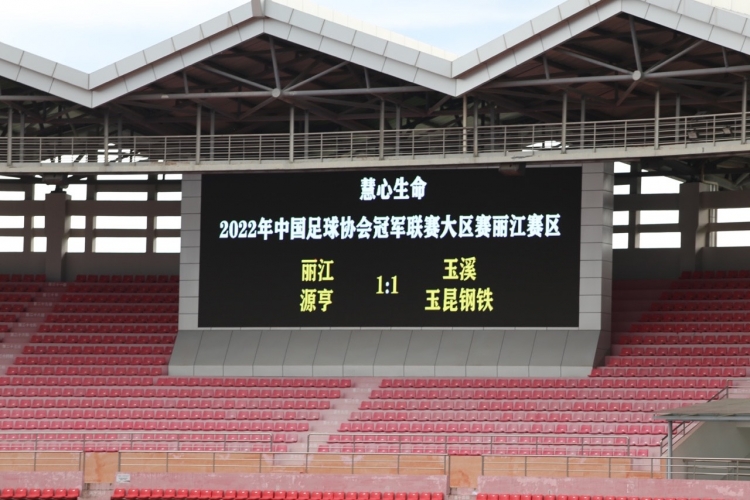 慧心生命
2022年中国足球协会冠军联赛大区赛丽江赛区
丽江 1:1 玉溪
源亨 玉昆钢铁